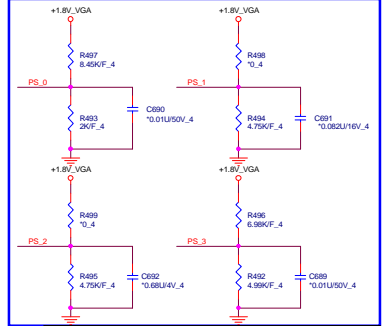 +1.8V_VGA
R497
8.45K/F_4
PS_0
R493
2K/F_4
C690
*0.01U/50V_4
+1.8V_VGA
R498
*0_4
PS_1
R494
4.75K/F_4
C691
*0.082U/16V_4
+1.8V_VGA
R499
*0_4
PS_2
R495
4.75K/F_4
C692
*0.68U/4V_4
+1.8V_VGA
R496
6.98K/F_4
PS_3
R492
4.99K/F_4
C689
*0.01U/50V_4